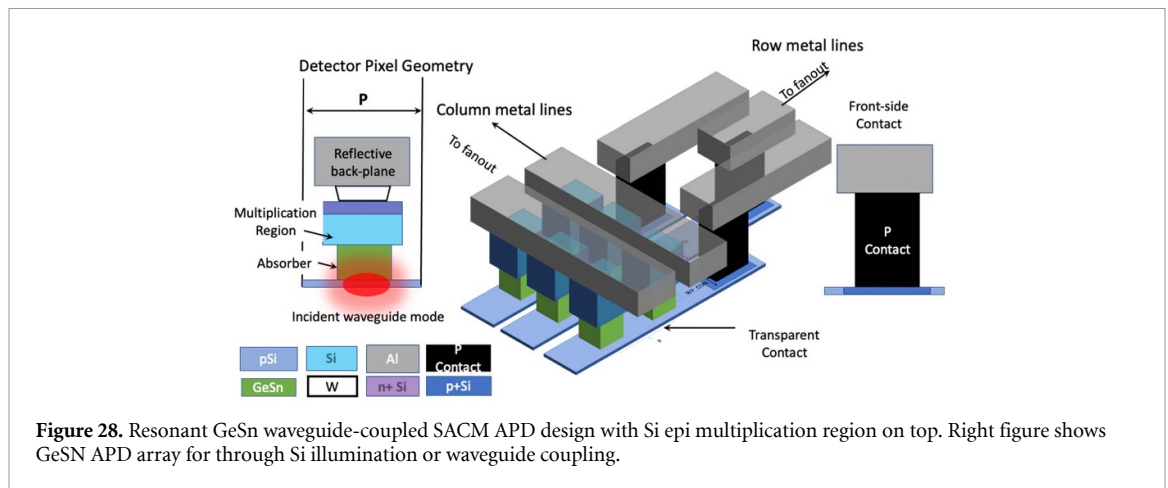 Detector Pixel Geometry
P
Reflective
back-plane
Multiplication
Region
Absorber
Incident waveguide mode
Column metal lines
To fanout
Row metal lines
To fanout
Transparent
Contact
Front-side
Contact
P
Contact
pSi
Si
Al
P
Contact
GeSn
W
n+ Si
p+Si
Figure 28. Resonant GeSn waveguide-coupled SACM APD design with Si epi multiplication region on top. Right figure shows
GeSN APD array for through Si illumination or waveguide coupling.